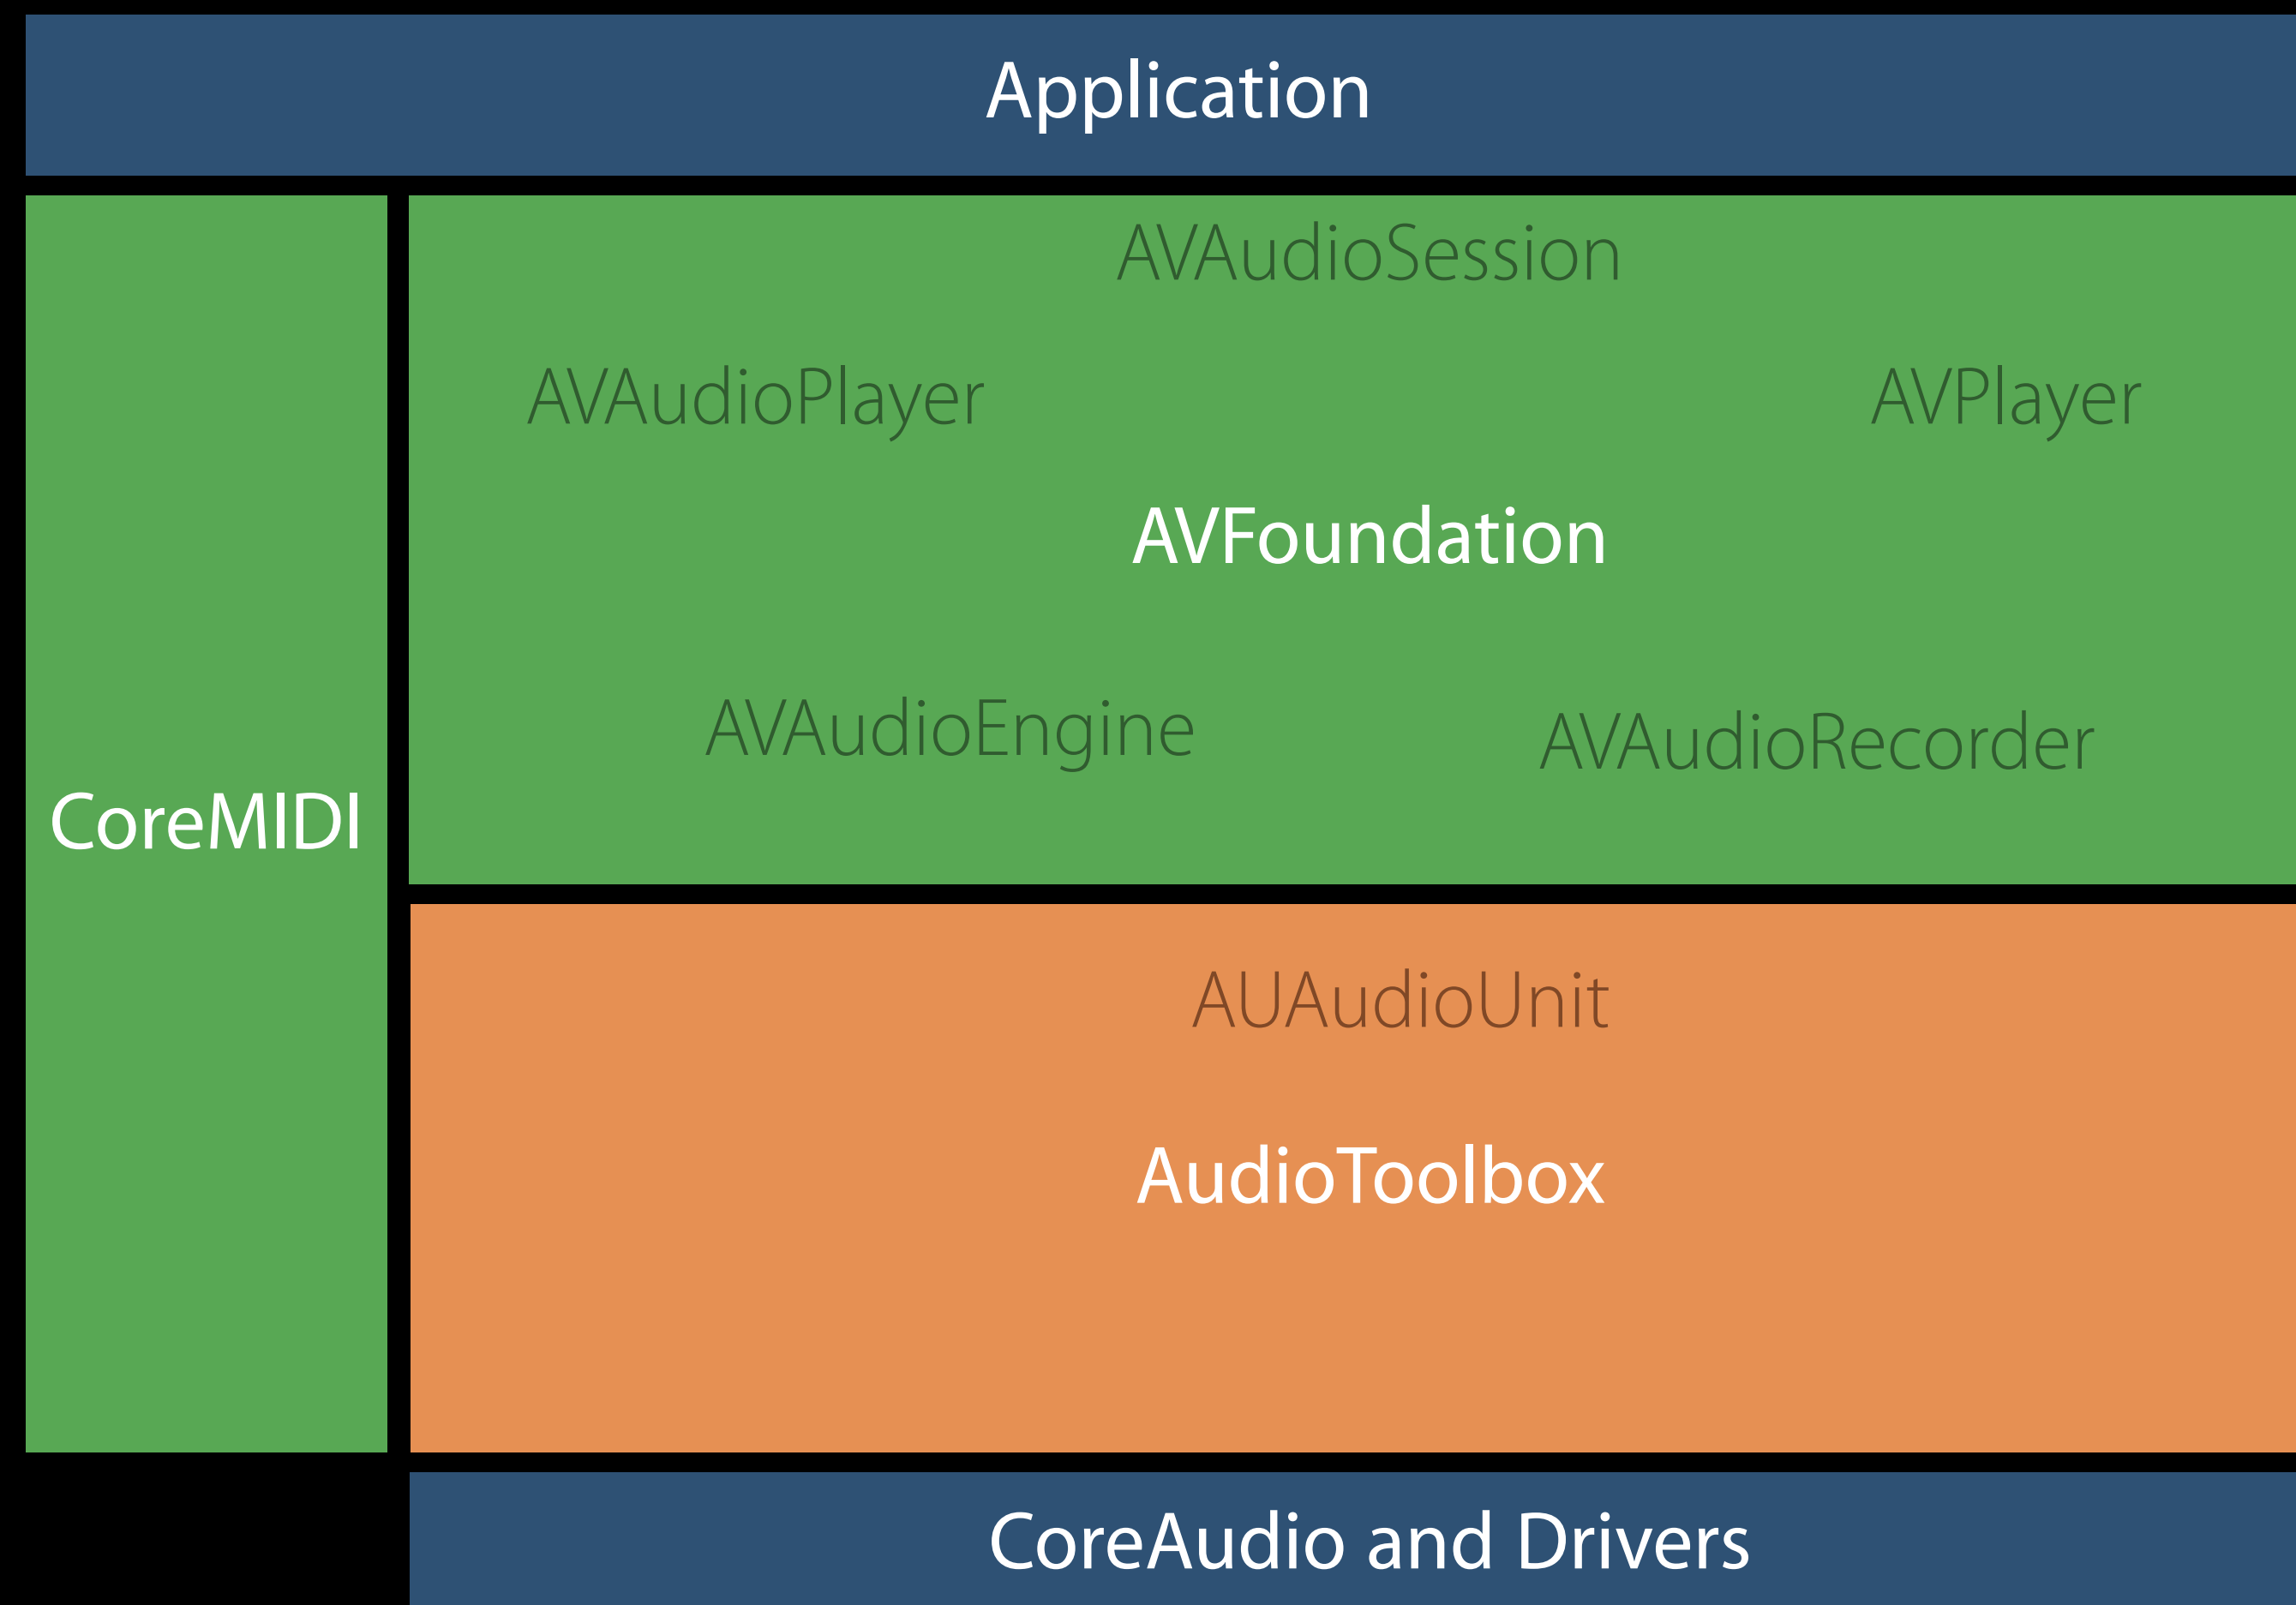 Application
AVAudioSession
AVAudioPlayer
AVPlayer
AVFoundation
AVAudioEngine
AVAudioRecorder
CoreMIDI
AUAudioUnit
AudioToolbox
CoreAudio and Drivers